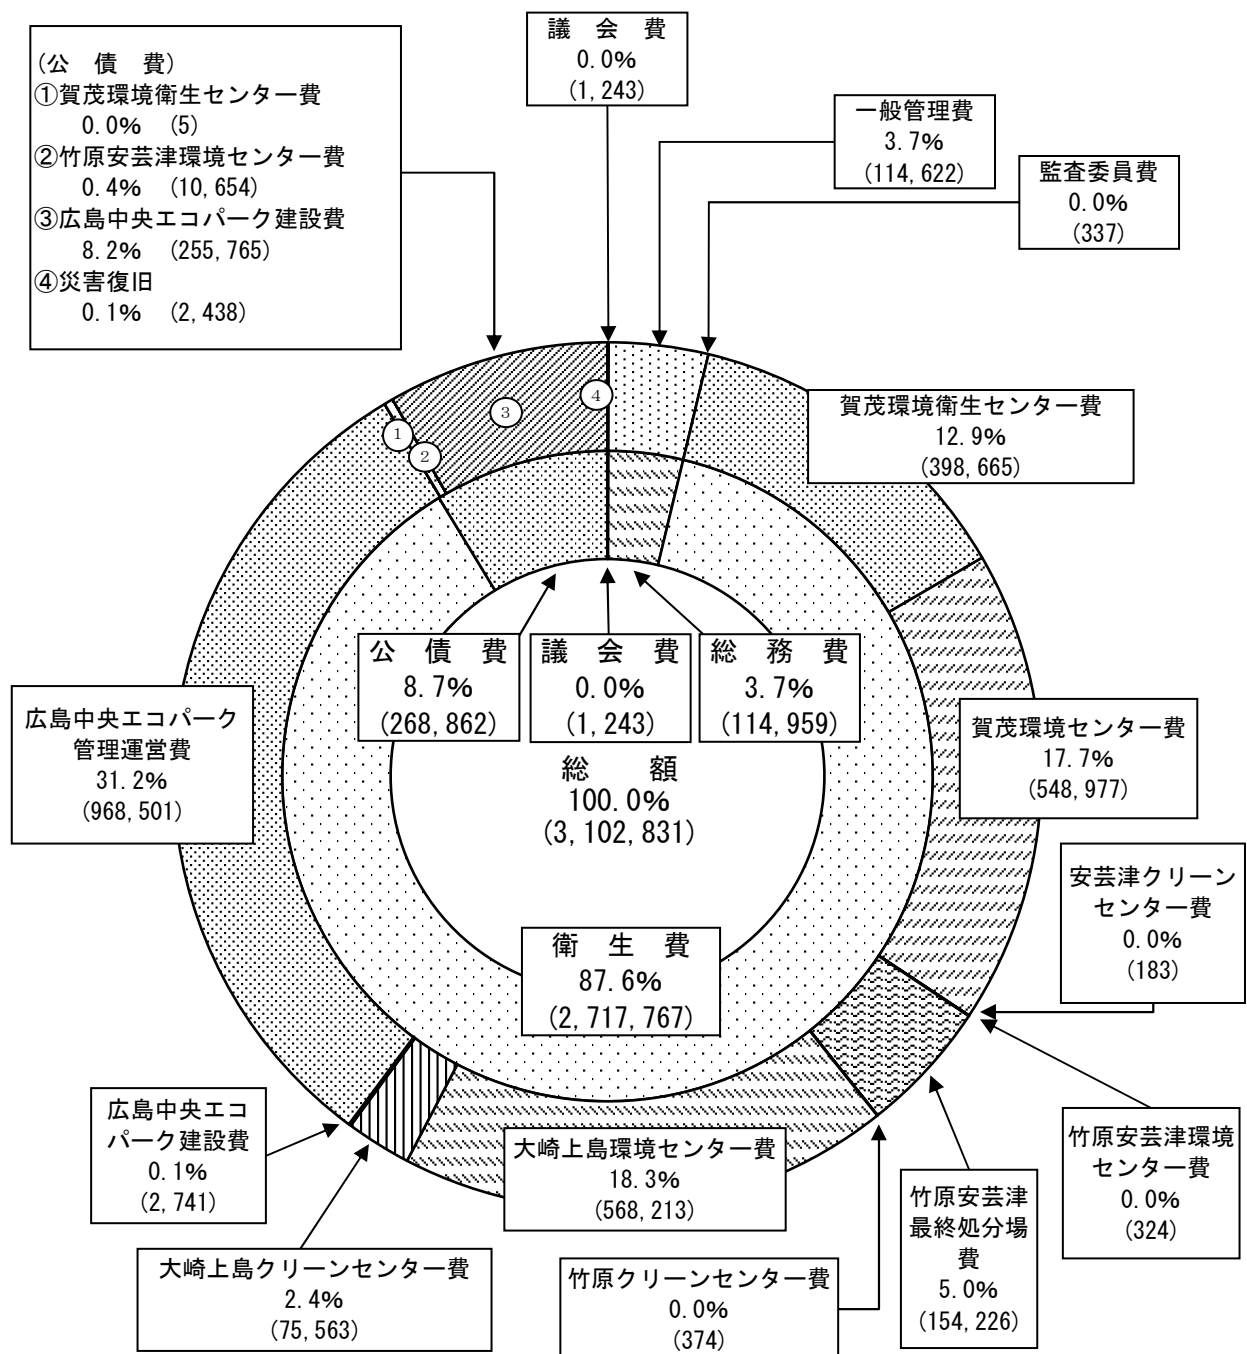 (公　債　費)
①賀茂環境衛生センター費
0.0%　(5)
②竹原安芸津環境センター費
0.4%　(10,654)
③広島中央エコパーク建設費
8.2%　(255,765)
④災害復旧
0.1%　(2,438)
議　会　費
0.0%
(1,243)
一般管理費
3.7%
(114,622)
監査委員費
0.0%
(337)
賀茂環境衛生センター費
12.9%
(398,665)
①
②
③
④
公　債　費
8.7%
(268,862)
議　会　費
0.0%
(1,243)
総　務　費
3.7%
(114,959)
総　　額
100.0%
(3,102,831)
広島中央エコパーク
管理運営費
31.2%
(968,501)
賀茂環境センター費
17.7%
(548,977)
安芸津クリーン
センター費
0.0%
(183)
衛　生　費
87.6%
(2,717,767)
広島中央エコ
パーク建設費
0.1%
(2,741)
大崎上島環境センター費
18.3%
(568,213)
竹原安芸津環境
センター費
0.0%
(324)
竹原安芸津
最終処分場
費
5.0%
(154,226)
大崎上島クリーンセンター費
2.4%
(75,563)
竹原クリーンセンター費
0.0%
(374)